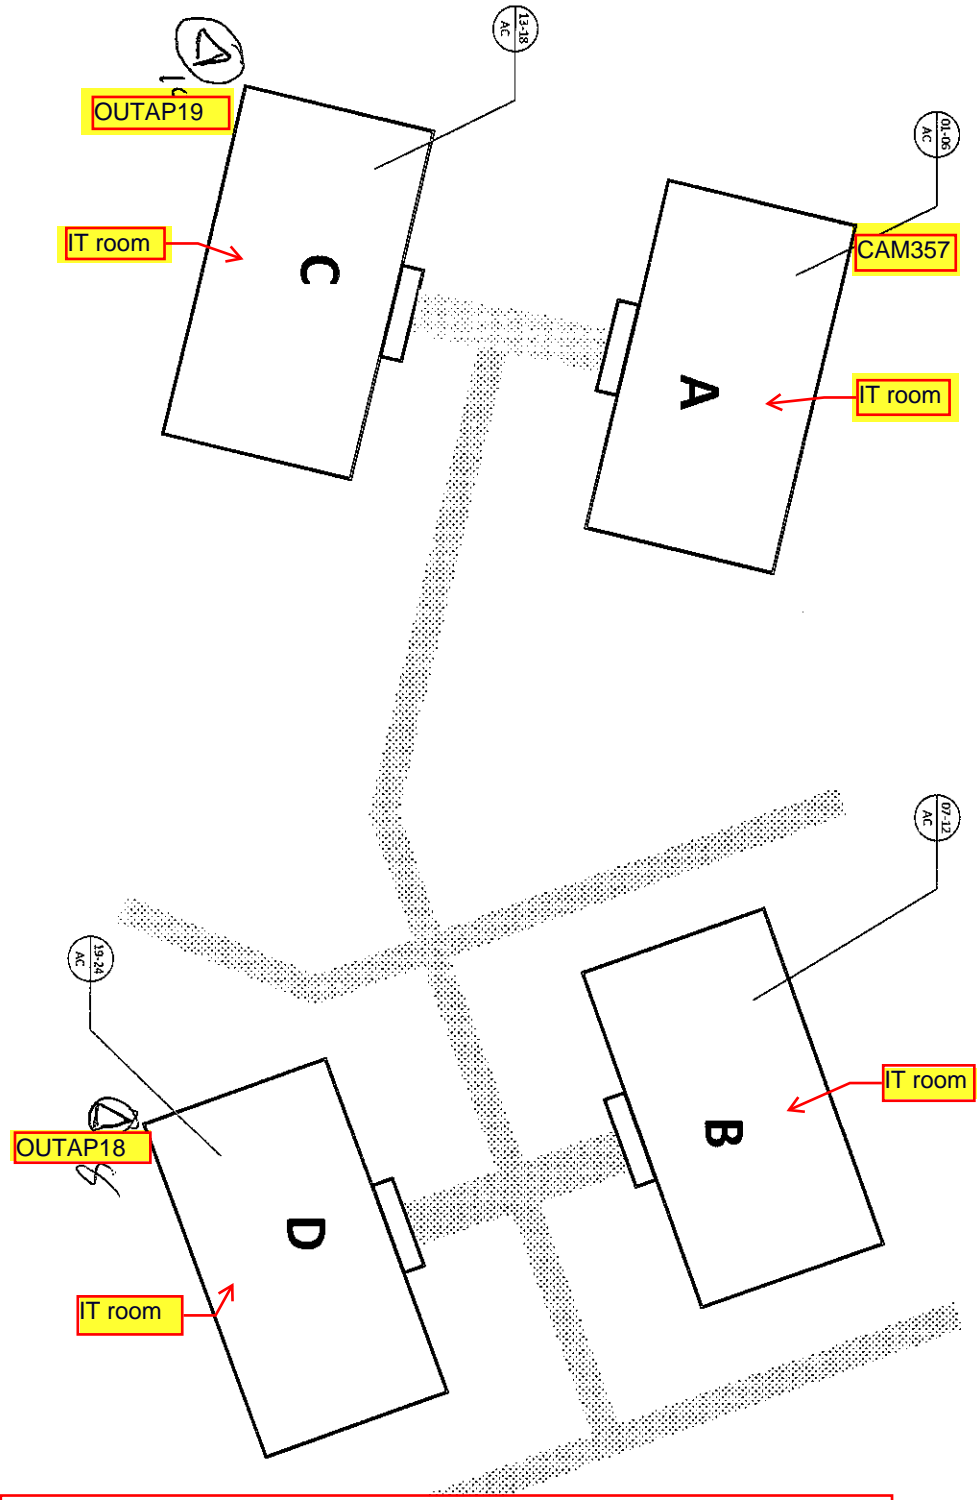 13-18
AC
OUTAP19
01-06
AC
CAM357
IT room
C
A
IT room
07-12
AC
19-24
AC
IT room
OUTAP18
B
D
IT room